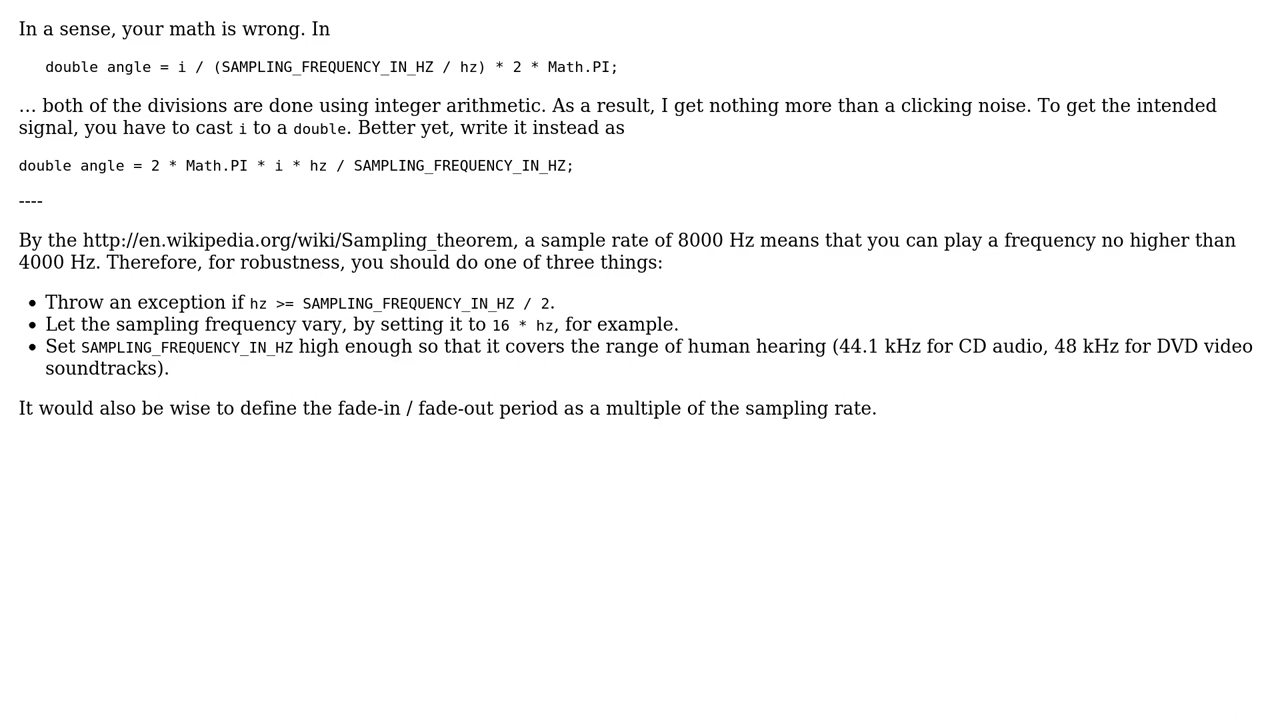 In a sense, your math is wrong. In
double angle = i / (SAMPLING_FREQUENCY_IN_HZ / hz) * 2 * Math.PI;
… both of the divisions are done using integer arithmetic. As a result, I get nothing more than a clicking noise. To get the intended
signal, you have to cast i to a double. Better yet, write it instead as
double angle = 2 * Math.PI * i * hz / SAMPLING_FREQUENCY_IN_HZ;
----
By the http://en.wikipedia.org/wiki/Sampling_theorem, a sample rate of 8000 Hz means that you can play a frequency no higher than
4000 Hz. Therefore, for robustness, you should do one of three things:
• Throw an exception if hz >= SAMPLING_FREQUENCY_IN_HZ / 2.
• Let the sampling frequency vary, by setting it to 16 * hz, for example.
• Set SAMPLING_FREQUENCY_IN_HZ high enough so that it covers the range of human hearing (44.1 kHz for CD audio, 48 kHz for DVD video
soundtracks).
It would also be wise to define the fade-in / fade-out period as a multiple of the sampling rate.